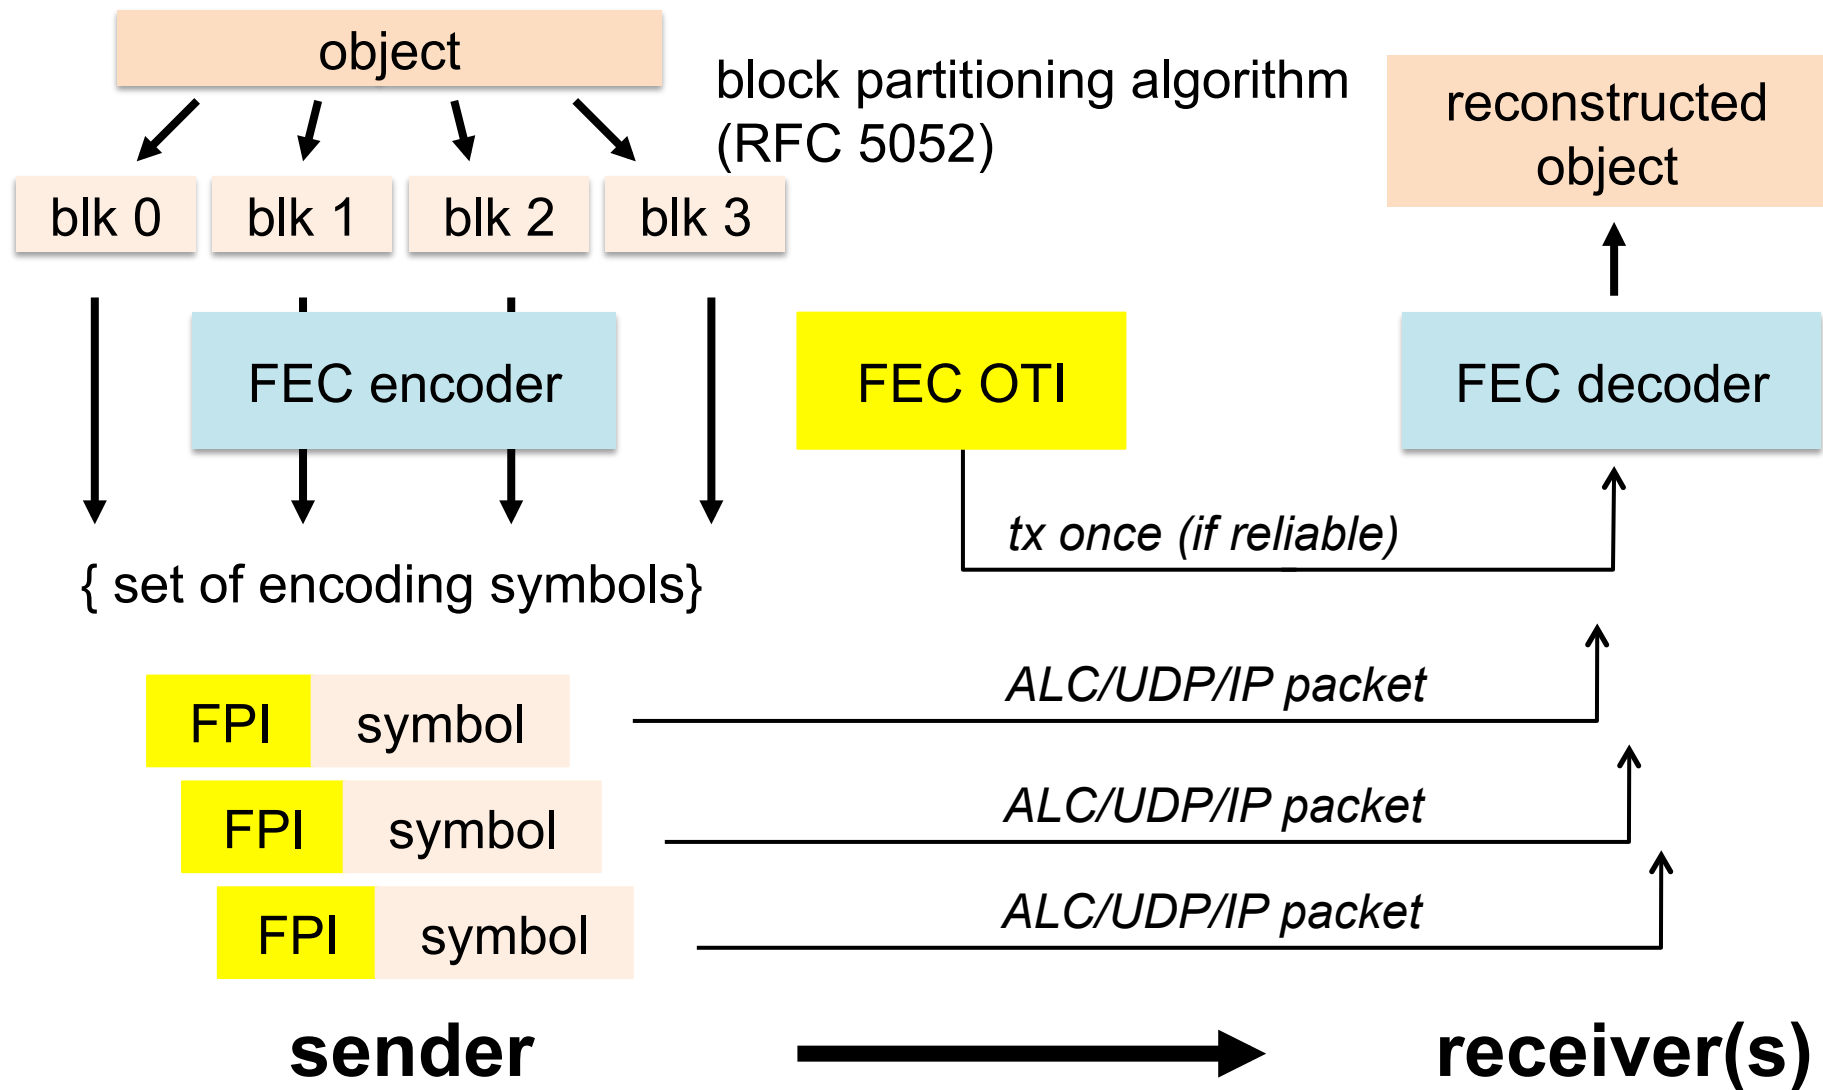 object
block partitioning algorithm
(RFC 5052)
reconstructed
object
blk 0
blk 1
blk 2
blk 3
FEC encoder
FEC OTI
FEC decoder
tx once (if reliable)
{ set of encoding symbols}
FPI symbol
ALC/UDP/IP packet
FPI symbol
ALC/UDP/IP packet
FPI symbol
ALC/UDP/IP packet
sender
receiver(s)